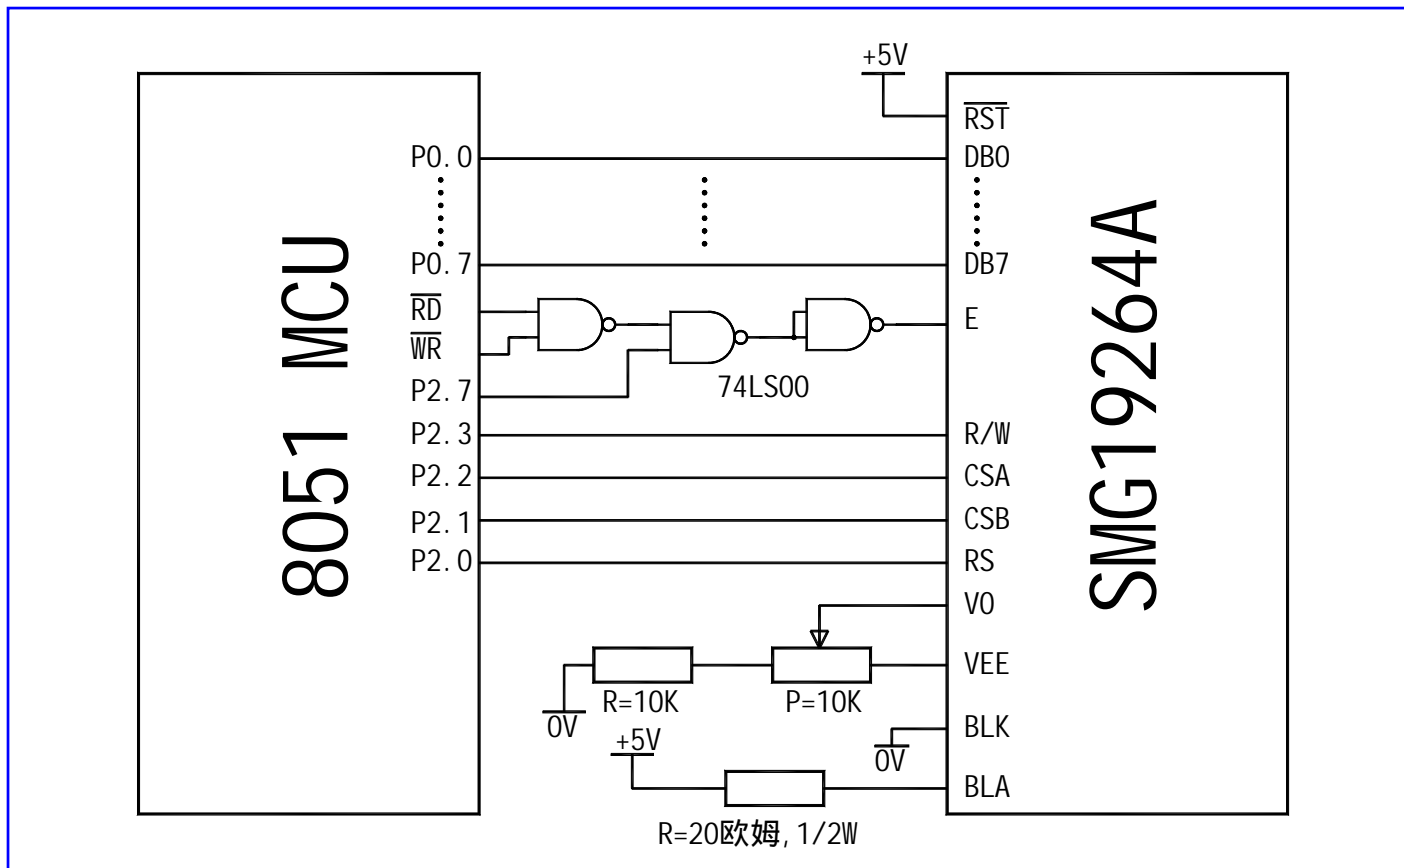 +5V
RST
P0.0
DB0
P0.7
DB7
RD
E
WR
P2.7
74LS00
P2.3
R/W
P2.2
CSA
P2.1
CSB
P2.0
RS
V0
VEE
R=10K
P=10K
0V
BLK
+5V
0V
BLA
R=20欧姆,1/2W
8051 MCU
SMG19264A